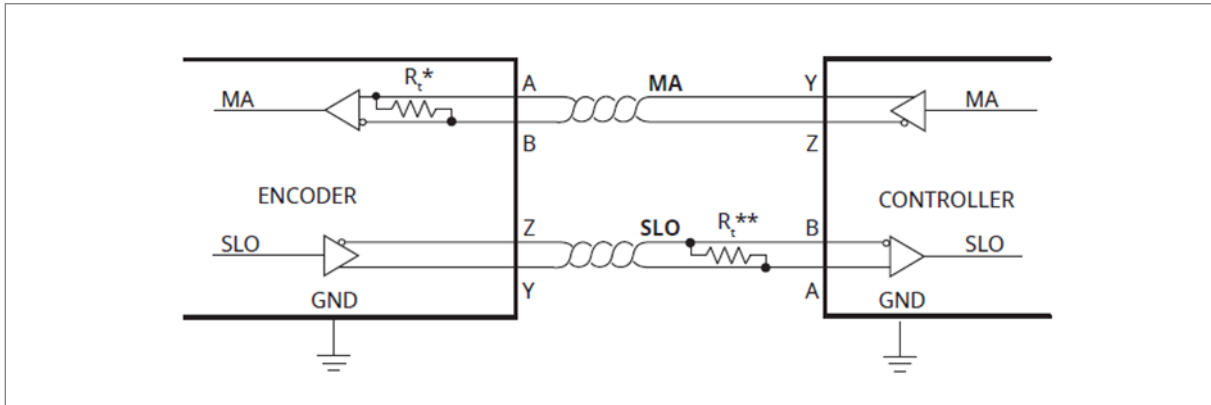 Rt*
A
MA
Y
MA
MA
B
Z
ENCODER
CONTROLLER
Z
SLO
Rt**
B
SLO
SLO
Y
A
GND
GND